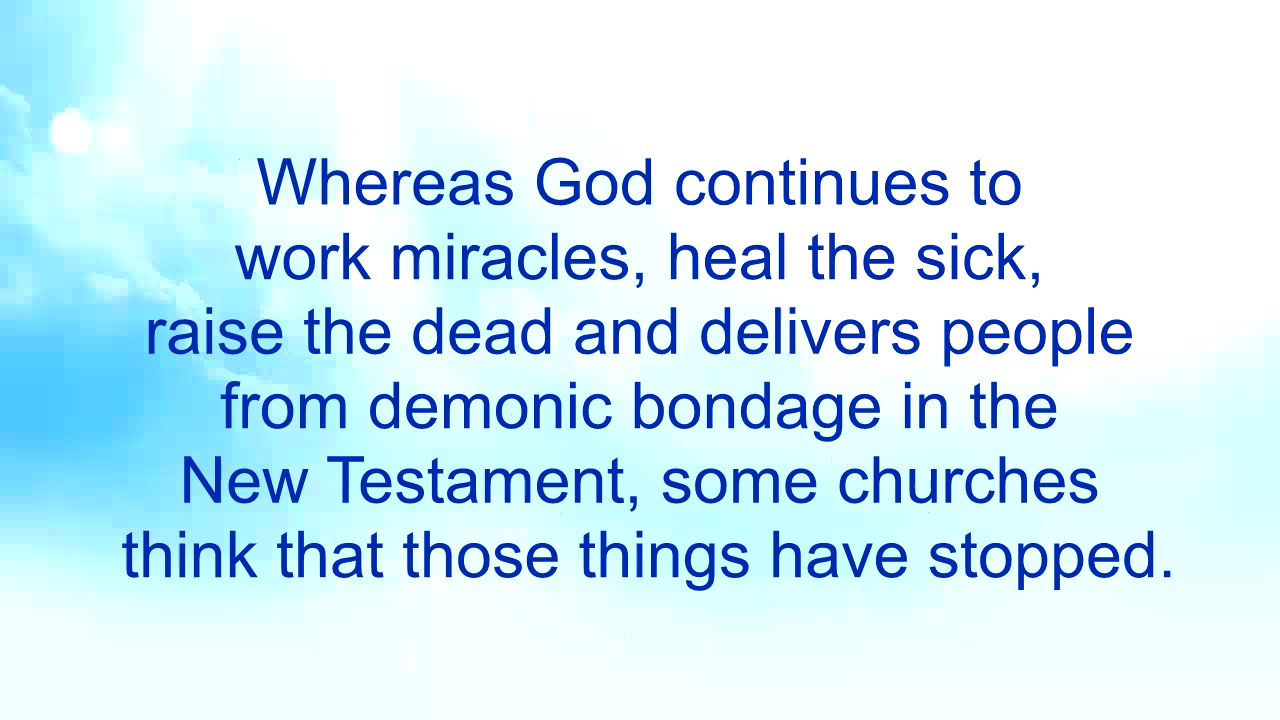 Whereas God continues to
work miracles, heal the sick,
raise the dead and delivers people
from demonic bondage in the
New Testament, some churches
think that those things have stopped.